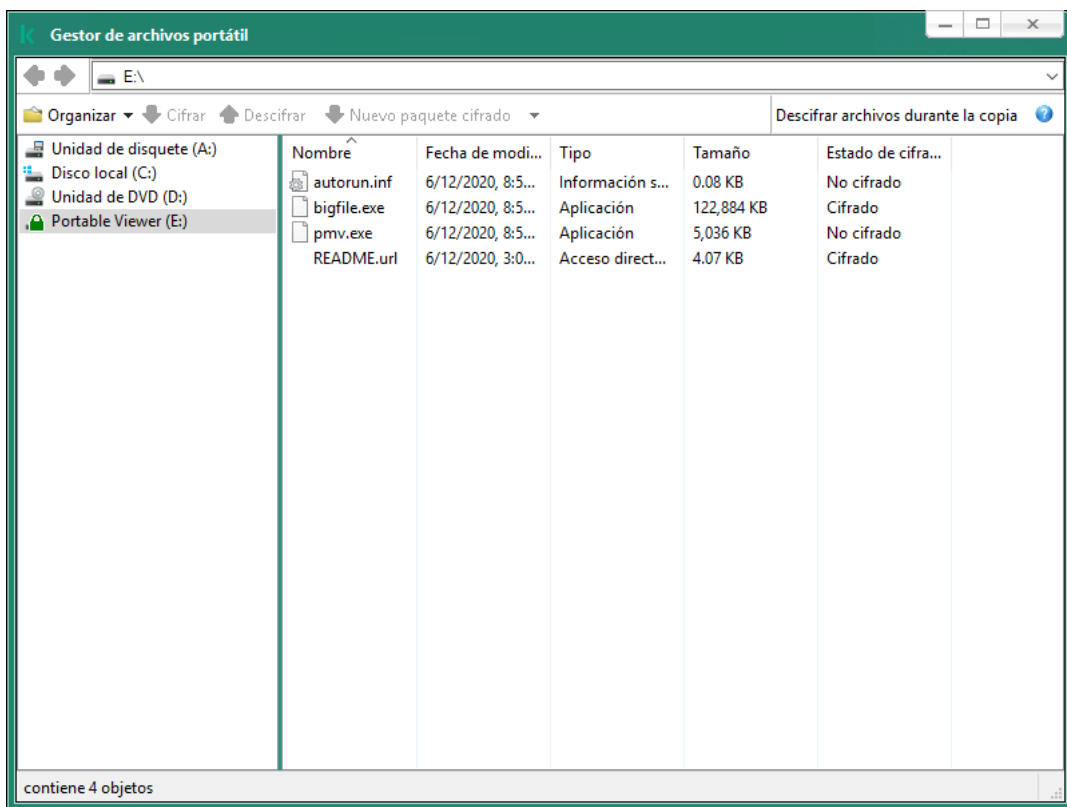 Gestor de archivos portátil
E:\
Organizar Cifrar Descifrar Nuevo paquete cifrado Descifrar archivos durante la copia
Unidad de disquete (A:)
Disco local (C:)
Unidad de DVD (D:)
Portable Viewer (E:)
Nombre Fecha de modi... Tipo Tamaño Estado de cifra...
autorun.inf 6/12/2020, 8:5... Información s... 0.08 KB No cifrado
bigfile.exe 6/12/2020, 8:5... Aplicación 122,884 KB Cifrado
pmv.exe 6/12/2020, 8:5... Aplicación 5,036 KB No cifrado
README.url 6/12/2020, 3:0... Acceso direct... 4.07 KB Cifrado
contiene 4 objetos